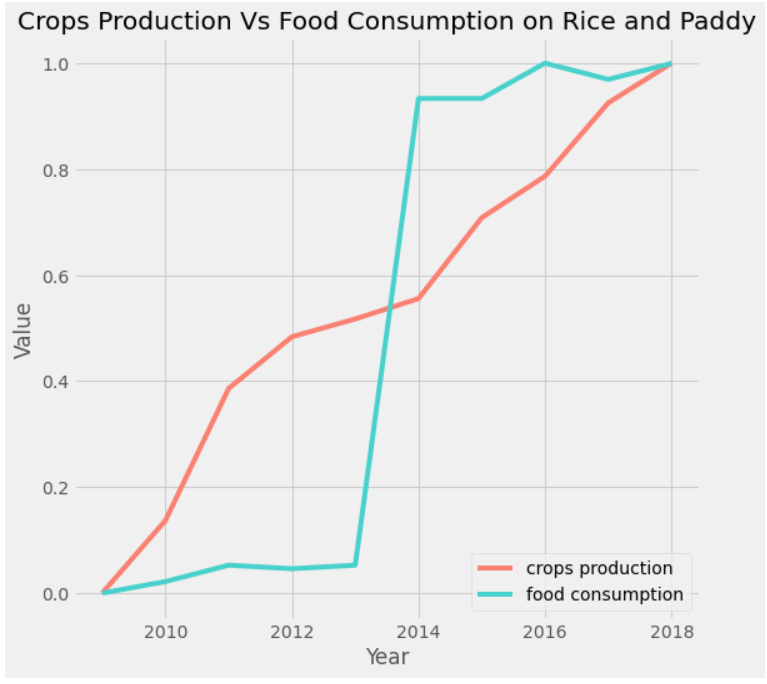 Crops Production Vs Food Consumption on Rice and Paddy
1.0
0.8
0.6
0.4
0.2
0.0
Value
crops production
food consumption
2010 2012 2014 2016 2018
Year